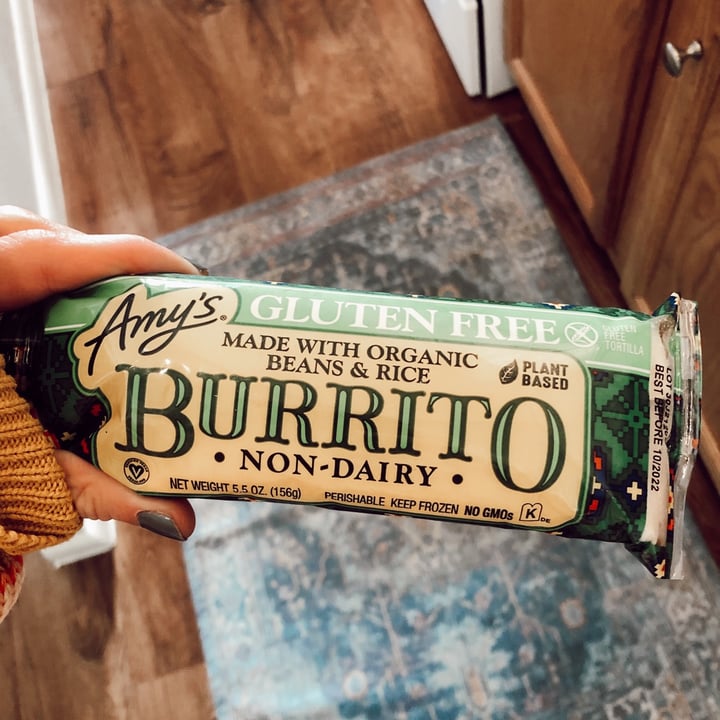 Amy's®
GLUTEN FREE
GLUTEN
FREE
TORTILLA
MADE WITH ORGANIC
BEANS & RICE
PLANT
BASED
BURRITO
• NON-DAIRY •
NET WEIGHT 5.5 OZ. (156g)
PERISHABLE KEEP FROZEN NO GMOs K DE
BEST BEFORE 10/2022